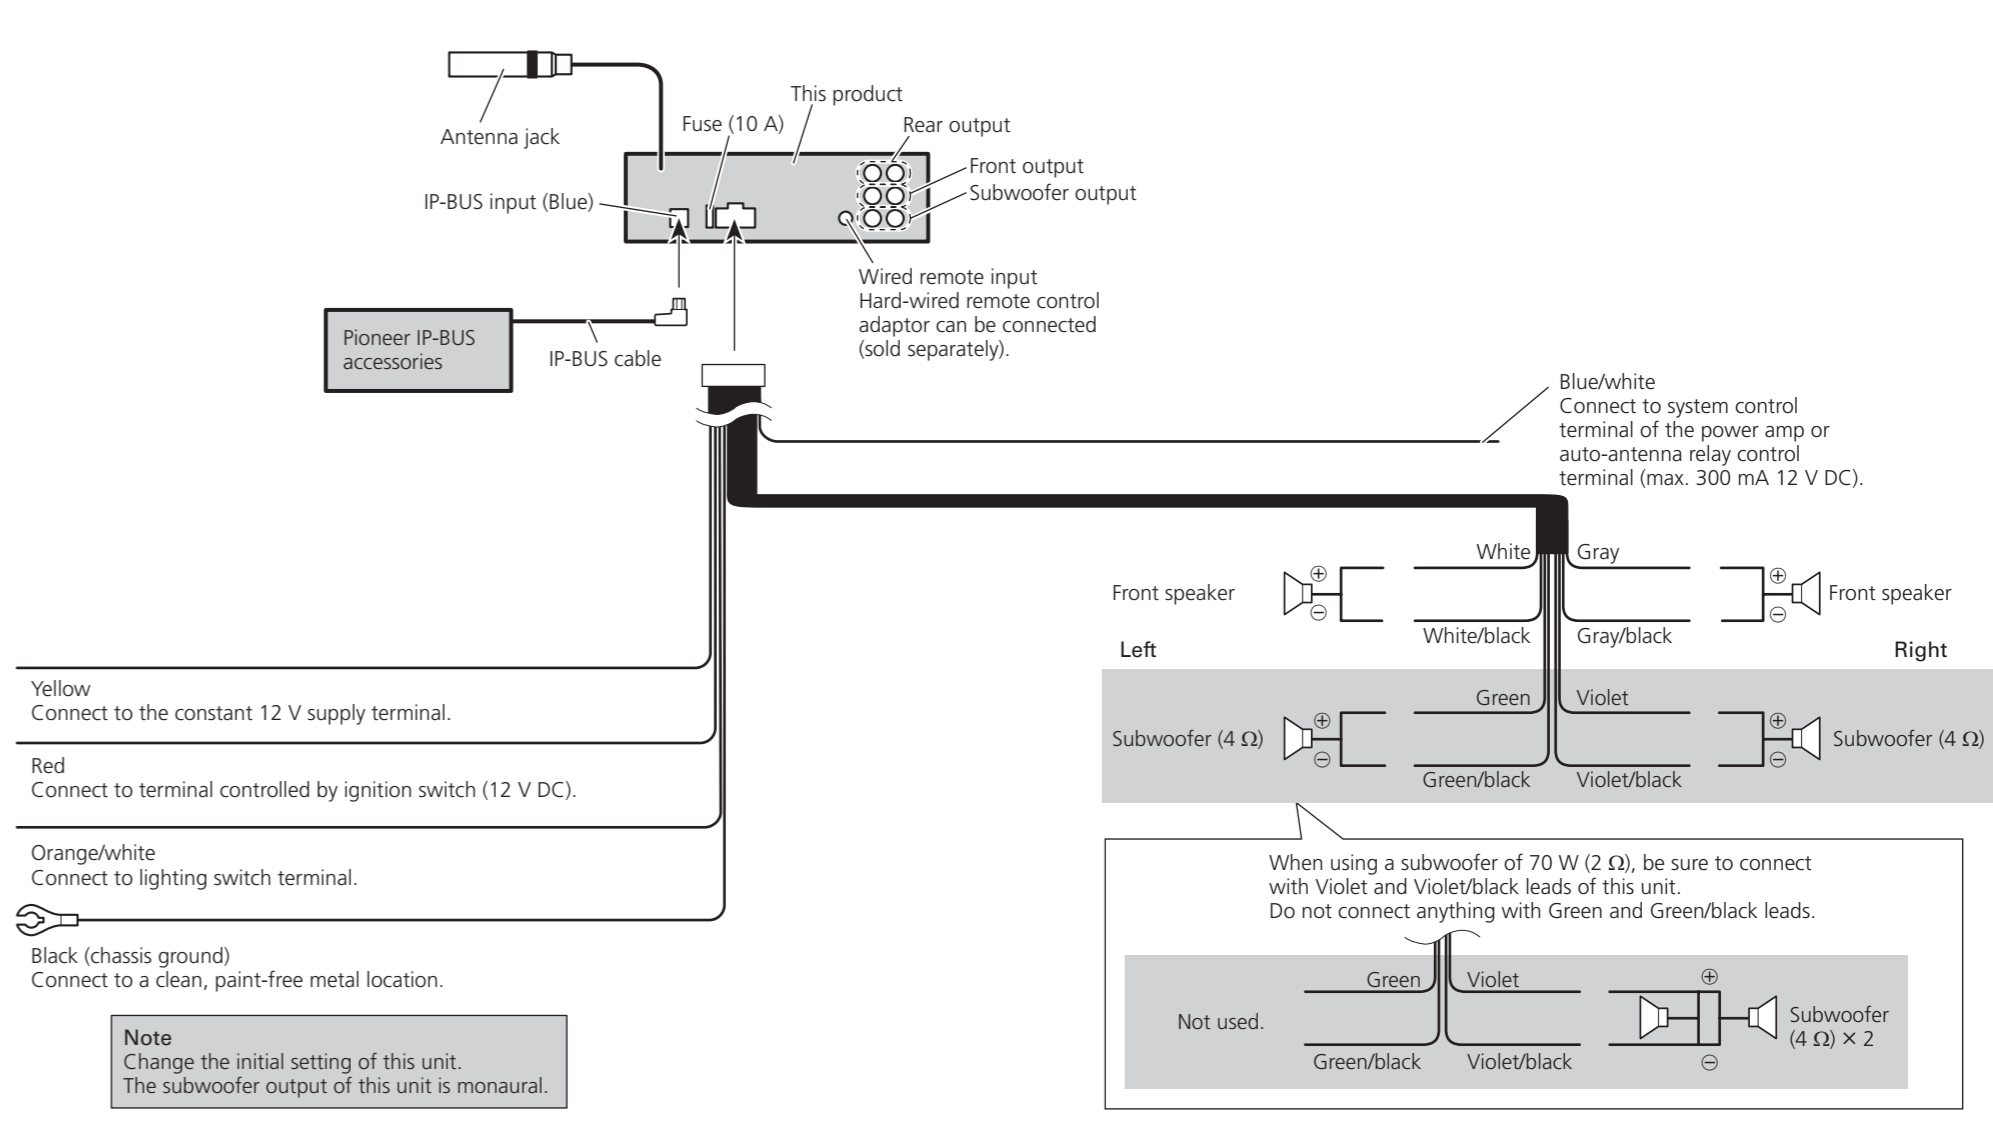 Antenna jack
This product
Fuse (10 A)
Rear output
Front output
Subwoofer output
IP-BUS input (Blue)
Wired remote input
Hard-wired remote control
adaptor can be connected
(sold separately).
Pioneer IP-BUS
accessories
IP-BUS cable
Blue/white
Connect to system control
terminal of the power amp or
auto-antenna relay control
terminal (max. 300 mA 12 V DC).
White
Gray
⊕
⊕
Front speaker
Front speaker
⊖
⊖
White/black
Gray/black
Left
Right
Green
Violet
⊕
⊕
Subwoofer (4 Ω)
Subwoofer (4 Ω)
⊖
⊖
Green/black
Violet/black
Yellow
Connect to the constant 12 V supply terminal.
Red
Connect to terminal controlled by ignition switch (12 V DC).
Orange/white
Connect to lighting switch terminal.
Black (chassis ground)
Connect to a clean, paint-free metal location.
Note
Change the initial setting of this unit.
The subwoofer output of this unit is monaural.
When using a subwoofer of 70 W (2 Ω), be sure to connect
with Violet and Violet/black leads of this unit.
Do not connect anything with Green and Green/black leads.
Green
Violet
⊕
Not used.
Subwoofer
(4 Ω) × 2
Green/black
Violet/black
⊖